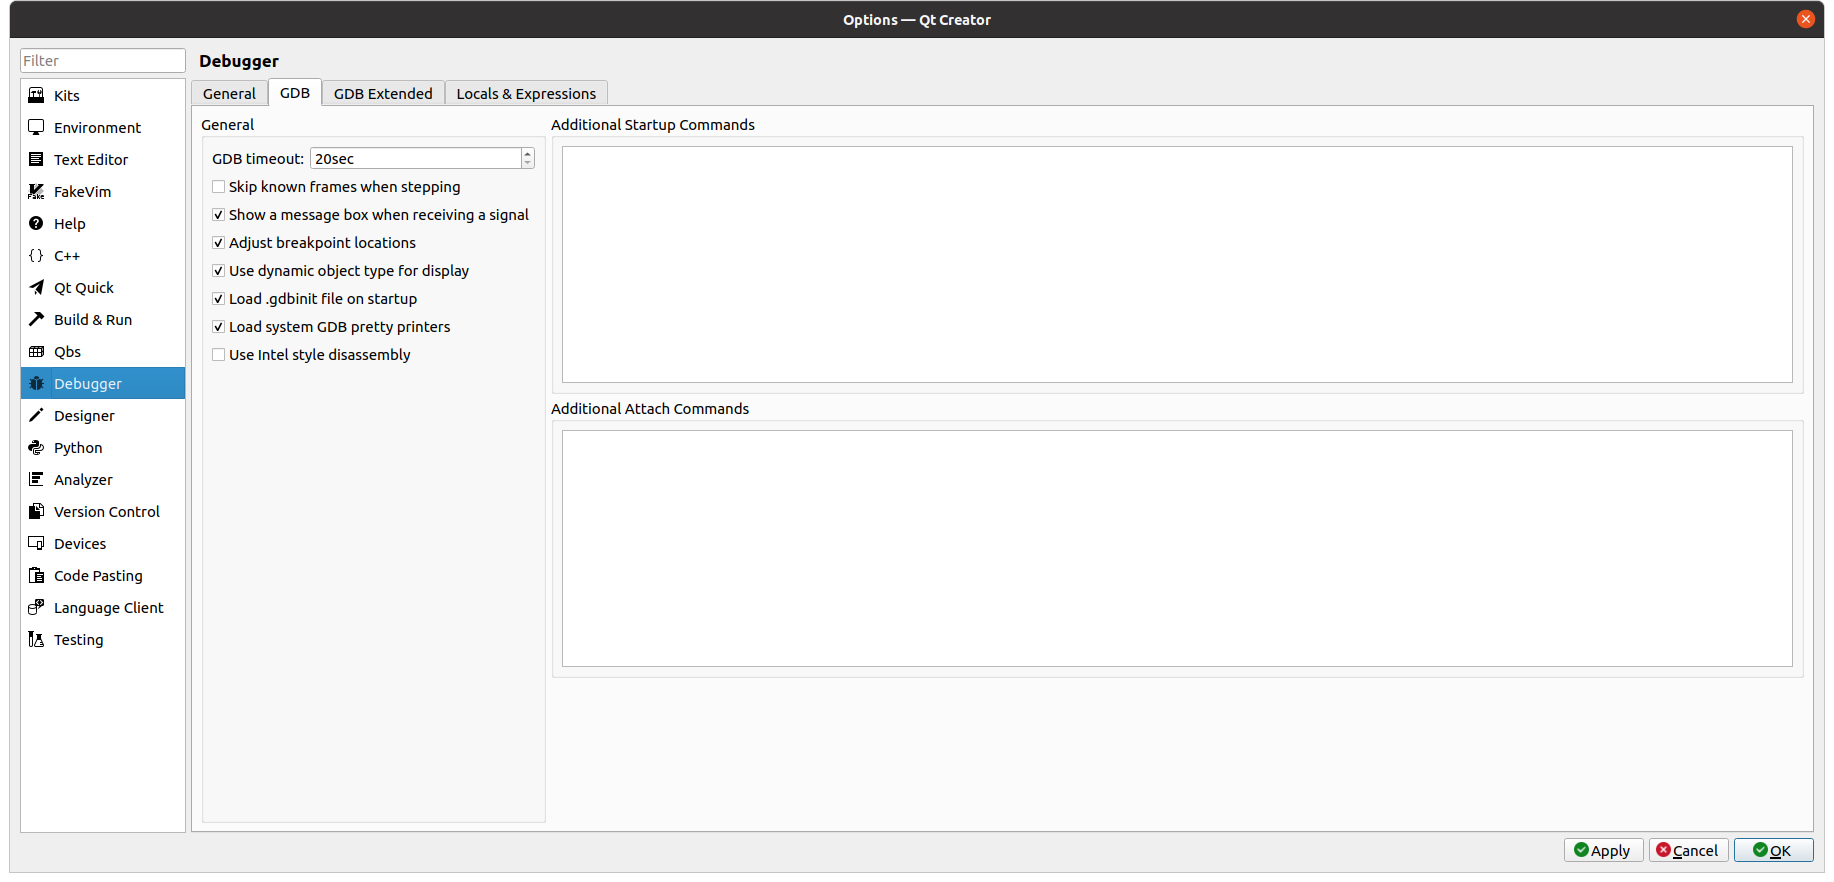 Options — Qt Creator
Filter
Kits
Environment
Text Editor
FakeVim
Help
C++
Qt Quick
Build & Run
Qbs
Debugger
Designer
Python
Analyzer
Version Control
Devices
Code Pasting
Language Client
Testing
Debugger
General
GDB
GDB Extended
Locals & Expressions
General
GDB timeout: 20sec
Skip known frames when stepping
Show a message box when receiving a signal
Adjust breakpoint locations
Use dynamic object type for display
Load .gdbinit file on startup
Load system GDB pretty printers
Use Intel style disassembly
Additional Startup Commands
Additional Attach Commands
Apply
Cancel
OK